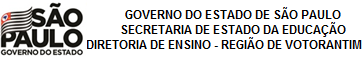 SÃO
PAULO
GOVERNO DO ESTADO
GOVERNO DO ESTADO DE SÃO PAULO
SECRETARIA DE ESTADO DA EDUCAÇÃO
DIRETORIA DE ENSINO - REGIÃO DE VOTORANTIM